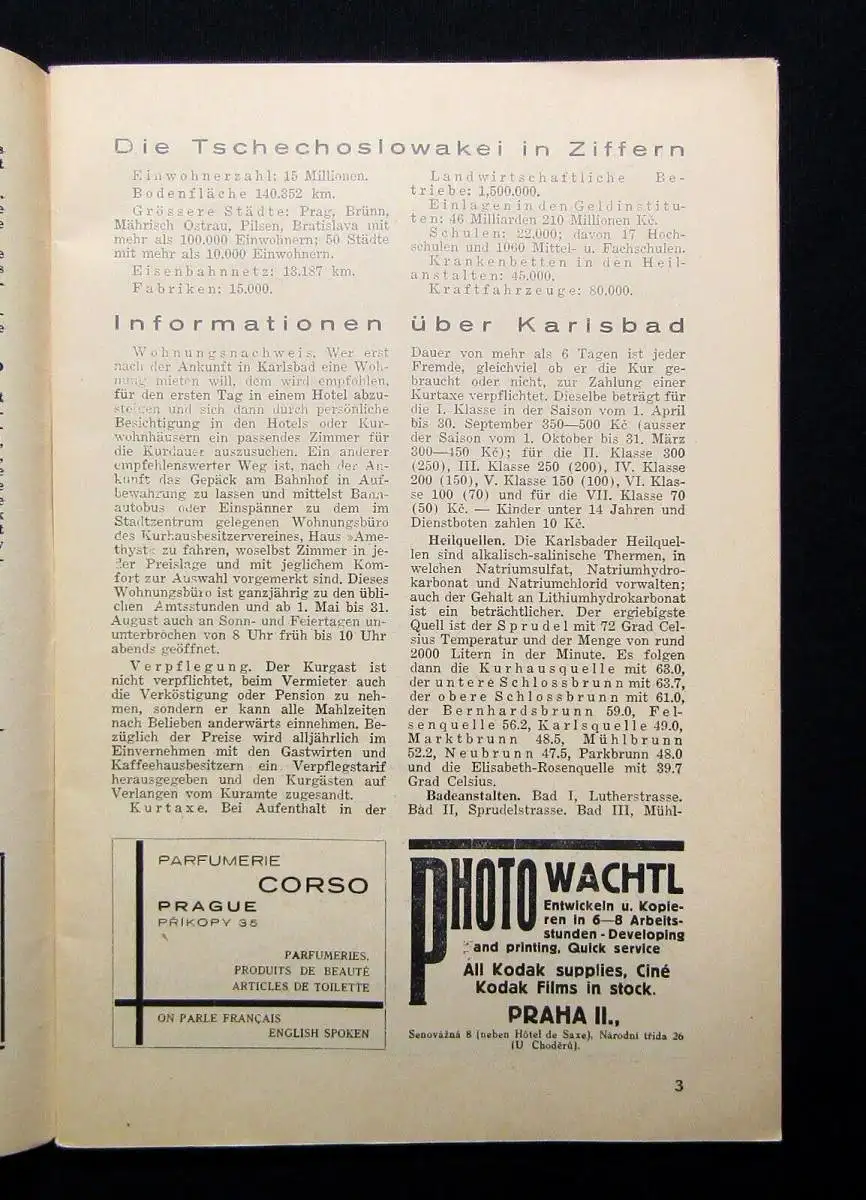 Die Tschechoslowakei in Ziffern
Einwohnerzahl: 15 Millionen.
Bodenfläche 140.352 km.
Grössere Städte: Prag, Brünn,
Mährisch Ostrau, Pilsen, Bratislava mit
mehr als 100.000 Einwohnern; 50 Städte
mit mehr als 10.000 Einwohnern.
Eisenbahnnetz: 13.187 km.
Fabriken: 15.000.
Landwirtschaftliche Be-
triebe: 1,500.000.
Einlagen in den Geldinstitu-
ten: 46 Milliarden 210 Millionen Kč.
Schulen: 22.000; davon 17 Hoch-
schulen und 1060 Mittel- u. Fachschulen.
Krankenbetten in den Heil-
anstalten: 45.000.
Kraftfahrzeuge: 80,000.
Informationen über Karlsbad
Wohnungsnachweis. Wer erst
nach der Ankunft in Karlsbad eine Woh-
nung mieten will, dem wird empfohlen,
für den ersten Tag in einem Hotel abzu-
steigen und sich dann durch persönliche
Besichtigung in den Hotels oder Kur-
wohnhäusern ein passendes Zimmer für
die Kurdauer auszusuchen. Ein anderer
empfehlenswerter Weg ist, nach der An-
kunft das Gepäck am Bahnhof in Auf-
bewahrung zu lassen und mittelst Bahn-
autobus oder Einspänner zu dem im
Stadtzentrum gelegenen Wohnungsbüro
des Kurhausbesitzervereines, Haus »Ame-
thyst« zu fahren, woselbst Zimmer in je-
der Preislage und mit jeglichem Kom-
fort zur Auswahl vorgemerkt sind. Dieses
Wohnungsbüro ist ganzjährig zu den übli-
chen Amtsstunden und ab 1. Mai bis 31.
August auch an Sonn- und Feiertagen un-
unterbrochen von 8 Uhr früh bis 10 Uhr
abends geöffnet.
Verpflegung. Der Kurgast ist
nicht verpflichtet, beim Vermieter auch
die Verköstigung oder Pension zu neh-
men, sondern er kann alle Mahlzeiten
nach Belieben anderwärts einnehmen. Be-
züglich der Preise wird alljährlich im
Einvernehmen mit den Gastwirten und
Kaffeehausbesitzern ein Verpflegstarif
herausgegeben und den Kurgästen auf
Verlangen vom Kuramte zugesandt.
Kurtaxe. Bei Aufenthalt in der
Dauer von mehr als 6 Tagen ist jeder
Fremde, gleichviel ob er die Kur ge-
braucht oder nicht, zur Zahlung einer
Kurtaxe verpflichtet. Dieselbe beträgt für
die I. Klasse in der Saison vom 1. April
bis 30. September 350—500 Kč (ausser
der Saison vom 1. Oktober bis 31. März
300—450 Kč); für die II. Klasse 300
(250), III. Klasse 250 (200), IV. Klasse
200 (150), V. Klasse 150 (100), VI. Klas-
se 100 (70) und für die VII. Klasse 70
(50) Kč. — Kinder unter 14 Jahren und
Dienstboten zahlen 10 Kč.
Heilquellen. Die Karlsbader Heilquel-
len sind alkalisch-salinische Thermen, in
welchen Natriumsulfat, Natriumhydro-
karbonat und Natriumchlorid vorwalten;
auch der Gehalt an Lithiumhydrokarbonat
ist ein beträchtlicher. Der ergiebigste
Quell ist der Sprudel mit 72 Grad Cel-
sius Temperatur und der Menge von rund
2000 Litern in der Minute. Es folgen
dann die Kurhausquelle mit 63.0,
der untere Schlossbrunn mit 63.7,
der obere Schlossbrunn mit 61.0,
der Bernhardsbrunn 59.0, Fel-
senquelle 56.2, Karlsquelle 49.0,
Marktbrunn 48.5, Mühlbrunn
52.2, Neubrunn 47.5, Parkbrunn 48.0
und die Elisabeth-Rosenquelle mit 39.7
Grad Celsius.
Badeanstalten. Bad I, Lutherstrasse.
Bad II, Sprudelstrasse. Bad III, Mühl-
PARFUMERIE
CORSO
PRAGUE
PŘÍKOPY 35
PARFUMERIES,
PRODUITS DE BEAUTÉ
ARTICLES DE TOILETTE
ON PARLE FRANÇAIS
ENGLISH SPOKEN
PHOTO WACHTL
Entwickeln u. Kopie-
ren in 6—8 Arbeits-
stunden - Developing
and printing, Quick service
All Kodak supplies, Ciné
Kodak Films in stock.
PRAHA II.,
Senovážná 8 (neben Hôtel de Saxe), Národní třída 26
(U Choděrů).
3